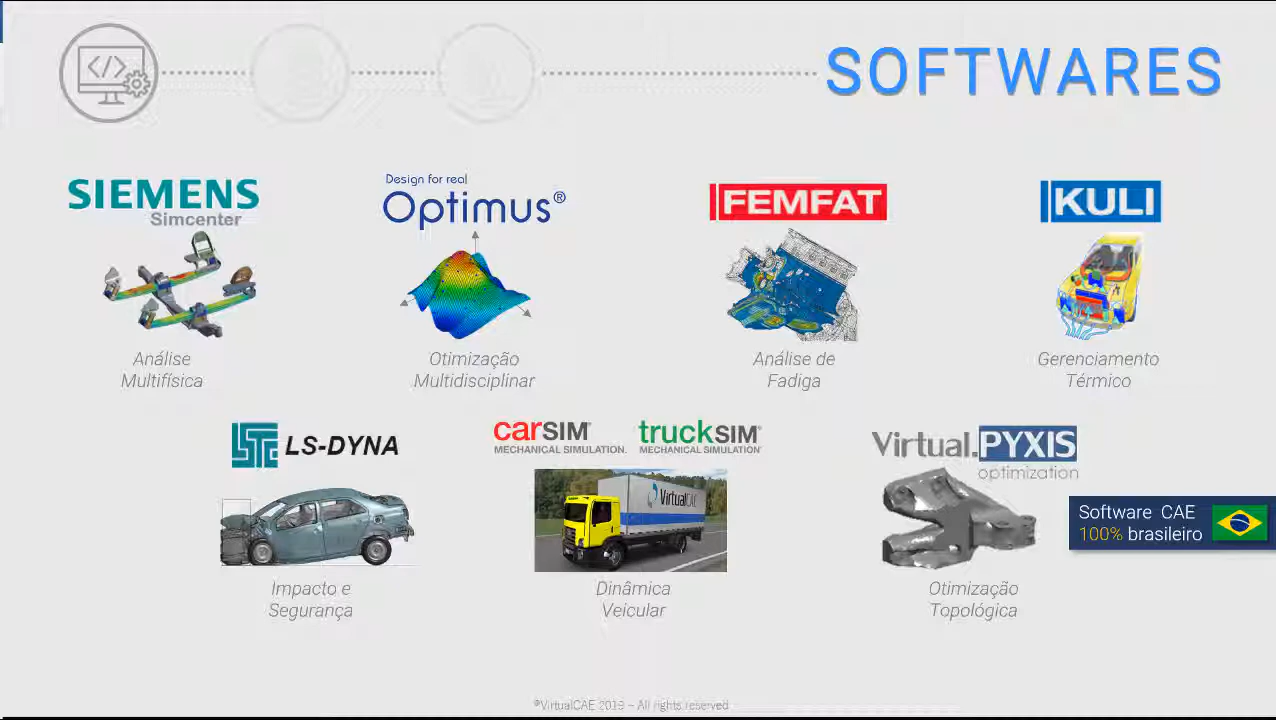 SOFTWARES
SIEMENS
Simcenter
Análise
Multifísica
Design for real
Optimus®
Otimização
Multidisciplinar
FEMFAT
Análise de
Fadiga
KULI
Gerenciamento
Térmico
LS-DYNA
Impacto e
Segurança
carSIM®
MECHANICAL SIMULATION.
truckSIM®
MECHANICAL SIMULATION®
VirtualCAE
Dinâmica
Veicular
Virtual.PYXIS
optimization
Otimização
Topológica
Software CAE
100% brasileiro
©VirtualCAE 2019 – All rights reserved